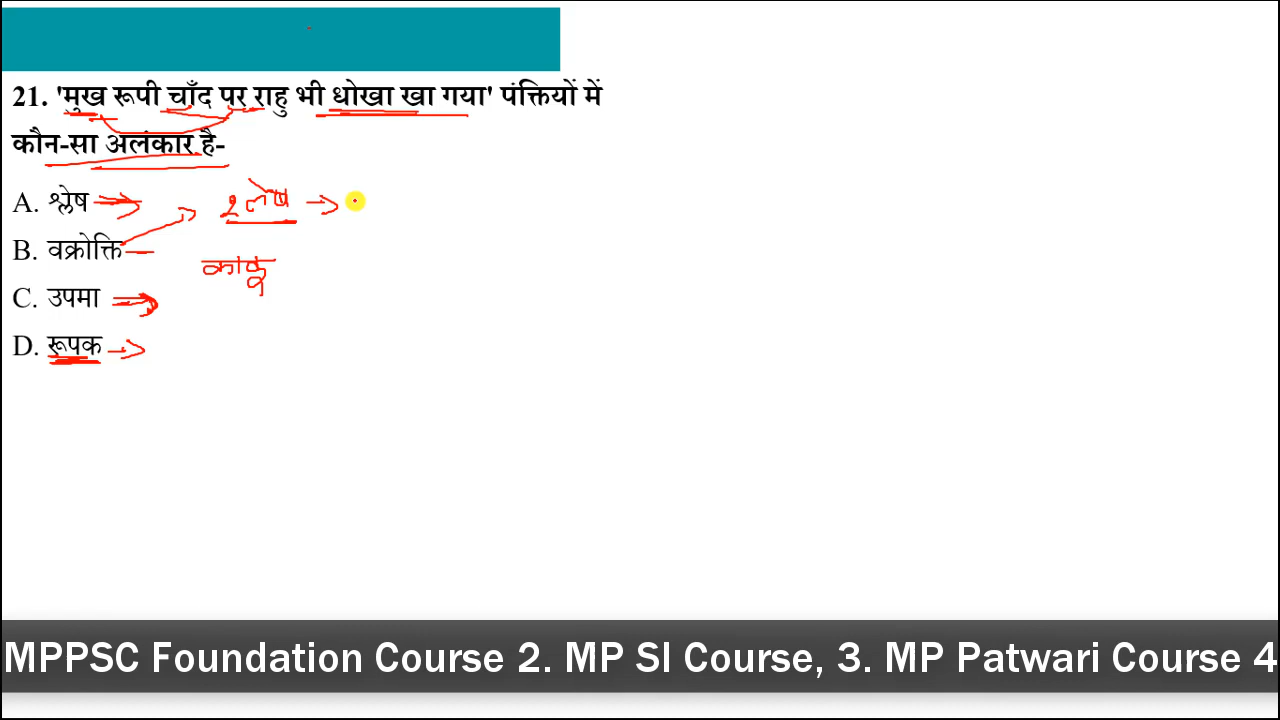 21. 'मुख रूपी चाँद पर राहु भी धोखा खा गया' पंक्तियों में
कौन-सा अलंकार है-
A. श्लेष
श्लेष
B. वक्रोक्ति
काकू
C. उपमा
D. रूपक
MPPSC Foundation Course 2. MP SI Course, 3. MP Patwari Course 4